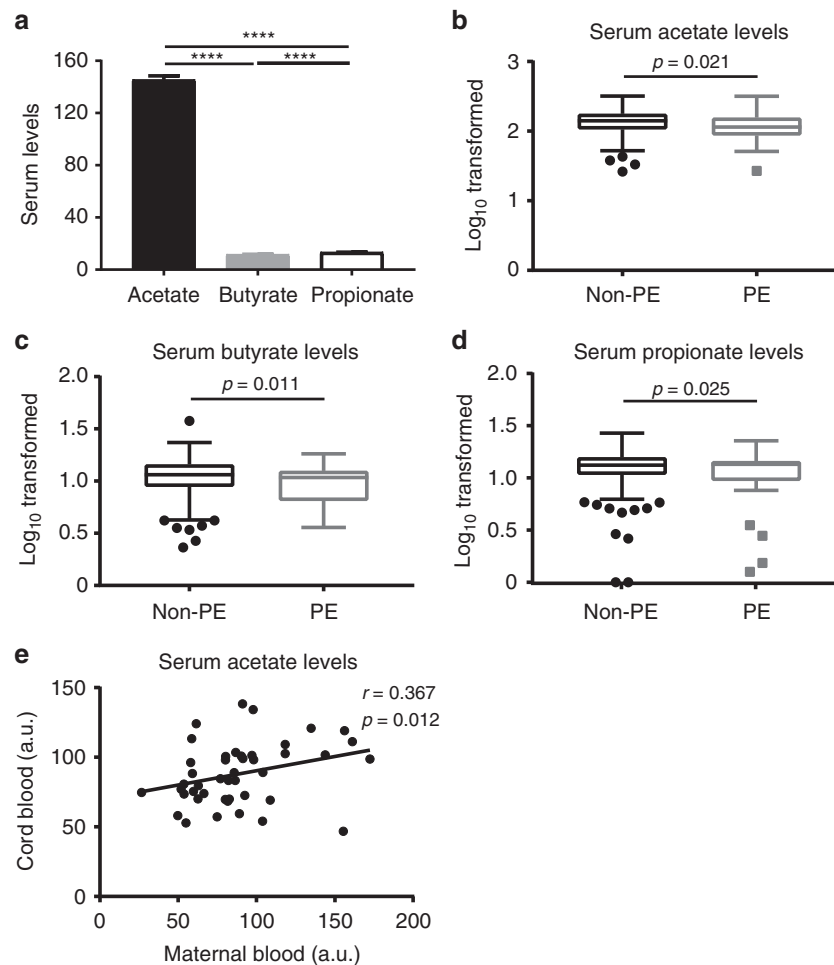 a
****
**** ****
160
120
80
40
0
Serum levels
Acetate Butyrate Propionate
b
Serum acetate levels
p = 0.021
3
2
1
0
Log10 transformed
Non-PE PE
c
Serum butyrate levels
p = 0.011
2.0
1.5
1.0
0.5
0
Log10 transformed
Non-PE PE
d
Serum propionate levels
p = 0.025
2.0
1.5
1.0
0.5
0
Log10 transformed
Non-PE PE
e
Serum acetate levels
r = 0.367
p = 0.012
150
100
50
0
Cord blood (a.u.)
0 50 100 150 200
Maternal blood (a.u.)